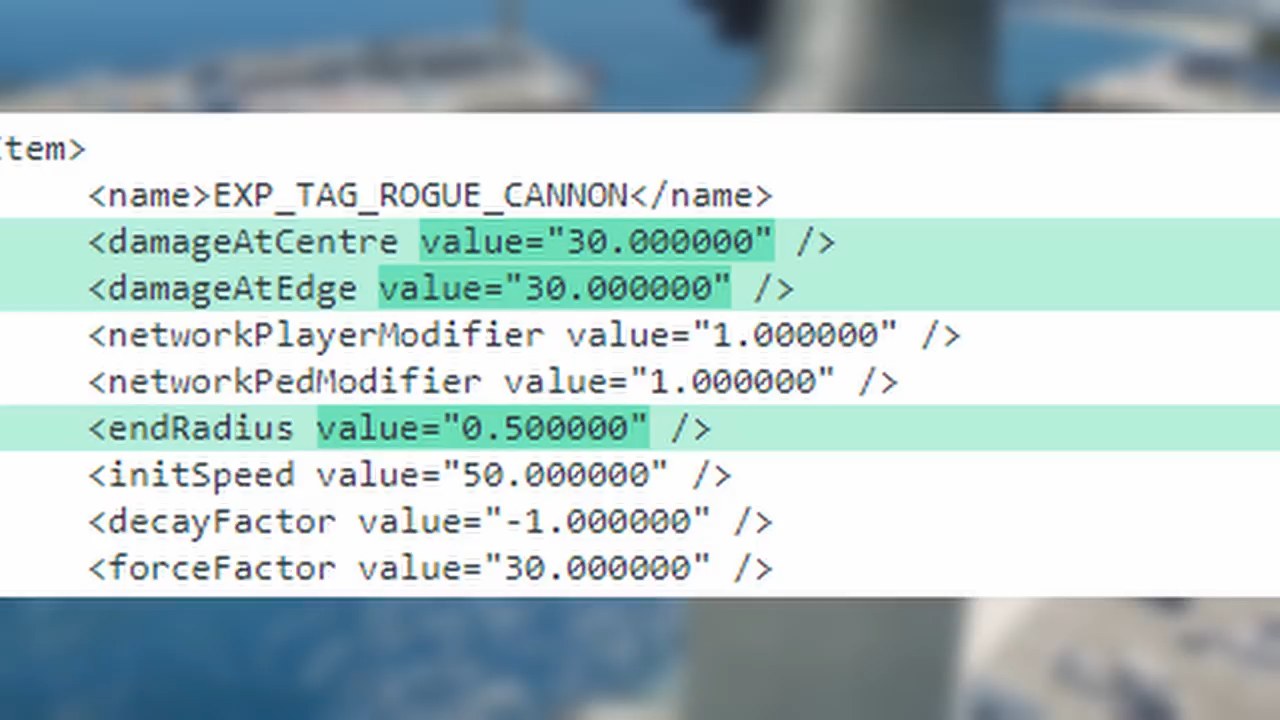 Item>
<name>EXP_TAG_ROGUE_CANNON</name>
<damageAtCentre value="30.000000" />
<damageAtEdge value="30.000000" />
<networkPlayerModifier value="1.000000" />
<networkPedModifier value="1.000000" />
<endRadius value="0.500000" />
<initSpeed value="50.000000" />
<decayFactor value="-1.000000" />
<forceFactor value="30.000000" />